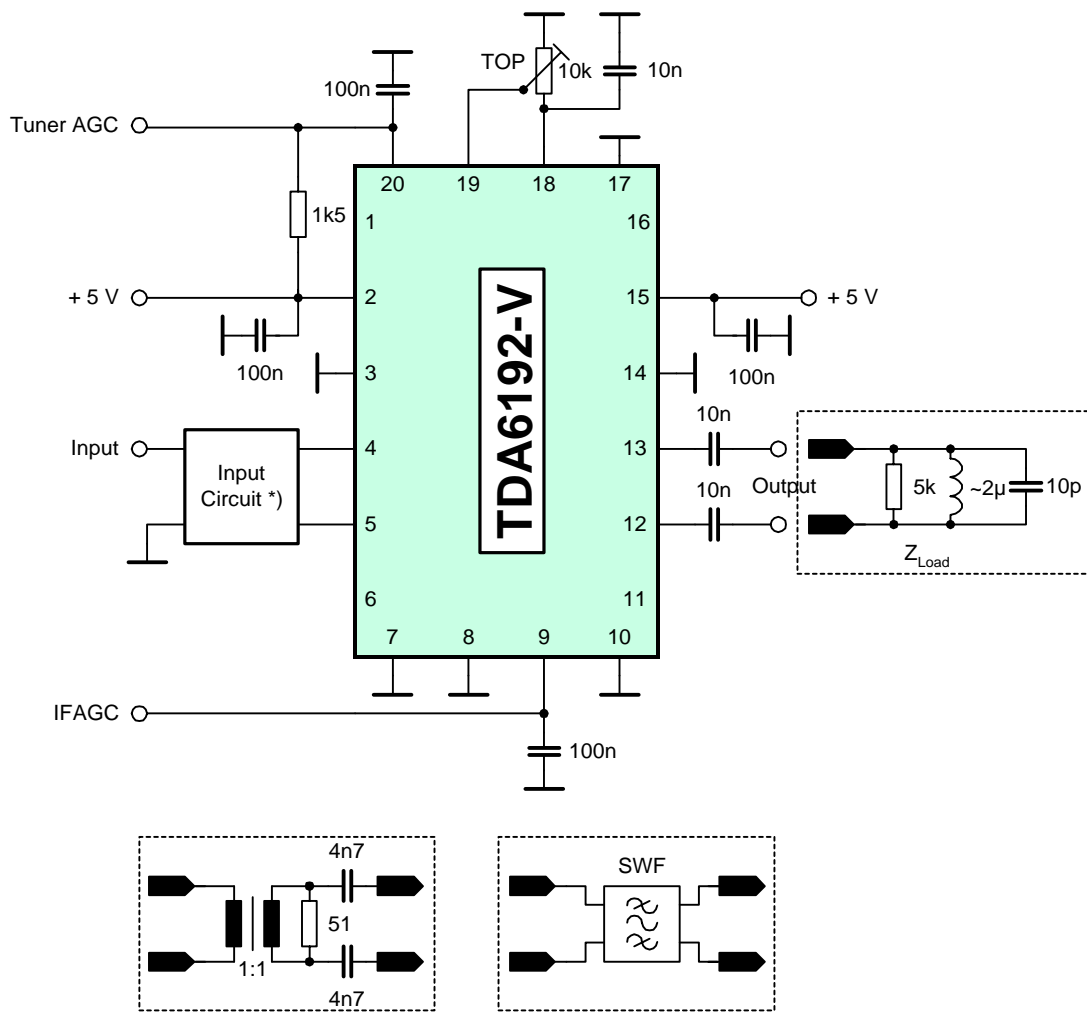 TOP
10k
10n
100n
Tuner AGC
20
19
18
17
1k5
1
16
+ 5 V
2
15
+ 5 V
100n
3
14
100n
TDA6192-V
Input
Input
Circuit *)
4
13
10n
Output
5
12
10n
5k
~2µ
10p
Z Load
6
11
7
8
9
10
IFAGC
100n
4n7
51
1:1
4n7
SWF